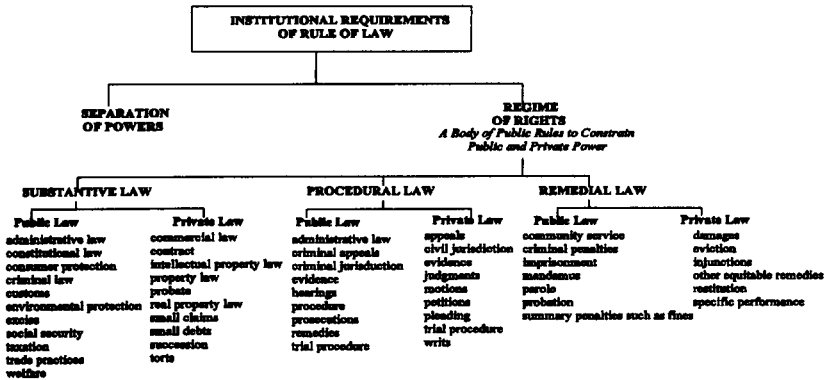 INSTITUTIONAL REQUIREMENTS
OF RULE OF LAW
SEPARATION
OF POWERS
REGIME
OF RIGHTS
A Body of Public Rules to Constrain
Public and Private Power
SUBSTANTIVE LAW
Public Law
administrative law
constitutional law
consumer protection
criminal law
customs
environmental protection
excise
social security
taxation
trade practices
welfare
Private Law
commercial law
contract
intellectual property law
property law
probate
real property law
small claims
small debts
succession
torts
PROCEDURAL LAW
Public Law
administrative law
criminal appeals
criminal jurisduction
evidence
hearings
procedure
prosecutions
remedies
trial procedure
Private Law
appeals
civil jurisdiction
evidence
judgments
motions
petitions
pleading
trial procedure
writs
REMEDIAL LAW
Public Law
community service
criminal penalties
imprisonment
mandamus
parole
probation
summary penalties such as fines
Private Law
damages
eviction
injunctions
other equitable remedies
restitution
specific performance